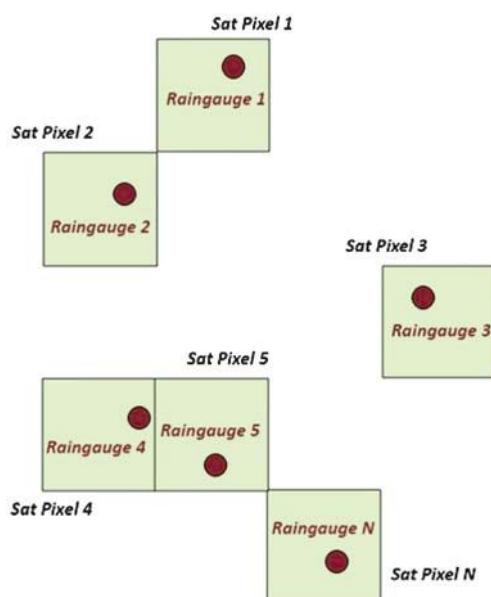 Sat Pixel 1
Raingauge 1
Sat Pixel 2
Raingauge 2
Sat Pixel 3
Raingauge 3
Sat Pixel 5
Raingauge 4
Raingauge 5
Sat Pixel 4
Raingauge N
Sat Pixel N